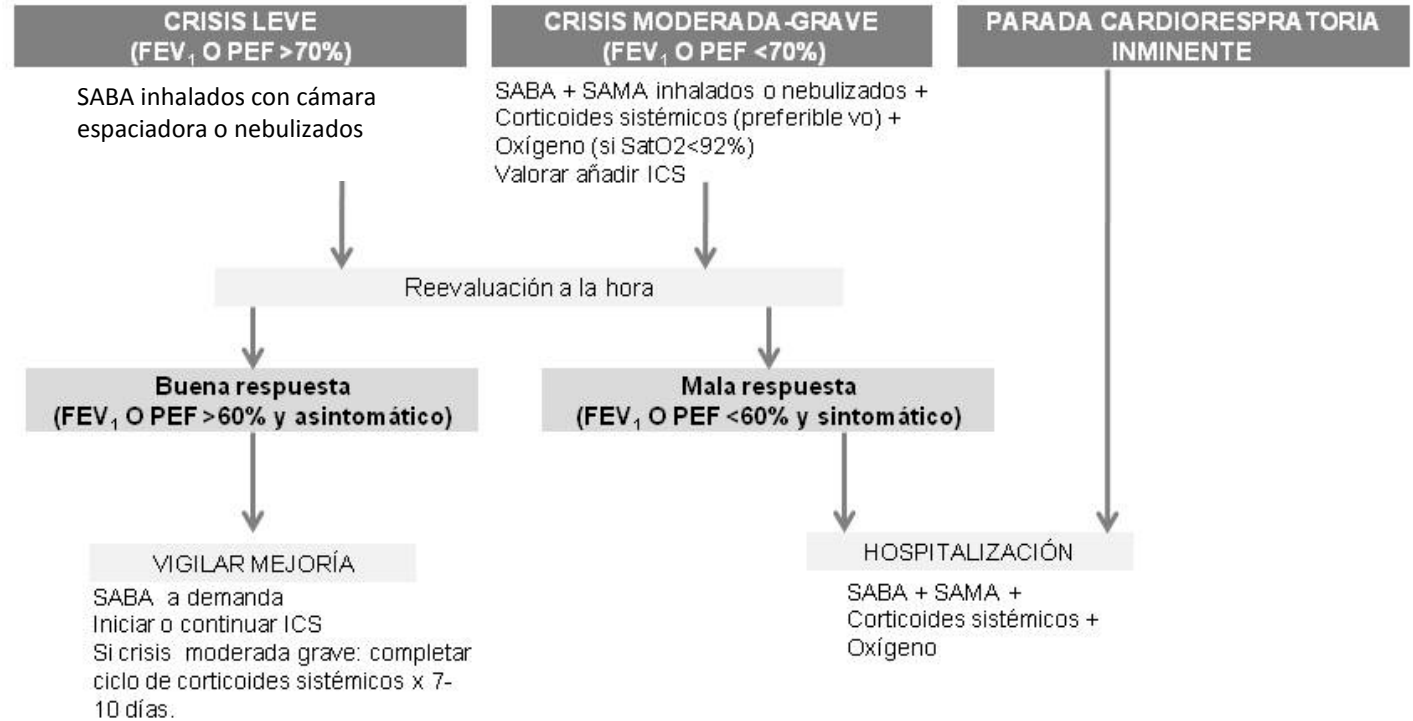 CRISIS LEVE
(FEV₁ O PEF >70%)
SABA inhalados con cámara
espaciadora o nebulizados
CRISIS MODERADA-GRAVE
(FEV₁ O PEF <70%)
SABA + SAMA inhalados o nebulizados +
Corticoides sistémicos (preferible vo) +
Oxígeno (si SatO2<92%)
Valorar añadir ICS
PARADA CARDIORESPRATORIA
INMINENTE
Reevaluación a la hora
Buena respuesta
(FEV₁ O PEF >60% y asintomático)
Mala respuesta
(FEV₁ O PEF <60% y sintomático)
VIGILAR MEJORÍA
SABA a demanda
Iniciar o continuar ICS
Si crisis moderada grave: completar
ciclo de corticoides sistémicos x 7-
10 días.
HOSPITALIZACIÓN
SABA + SAMA +
Corticoides sistémicos +
Oxígeno